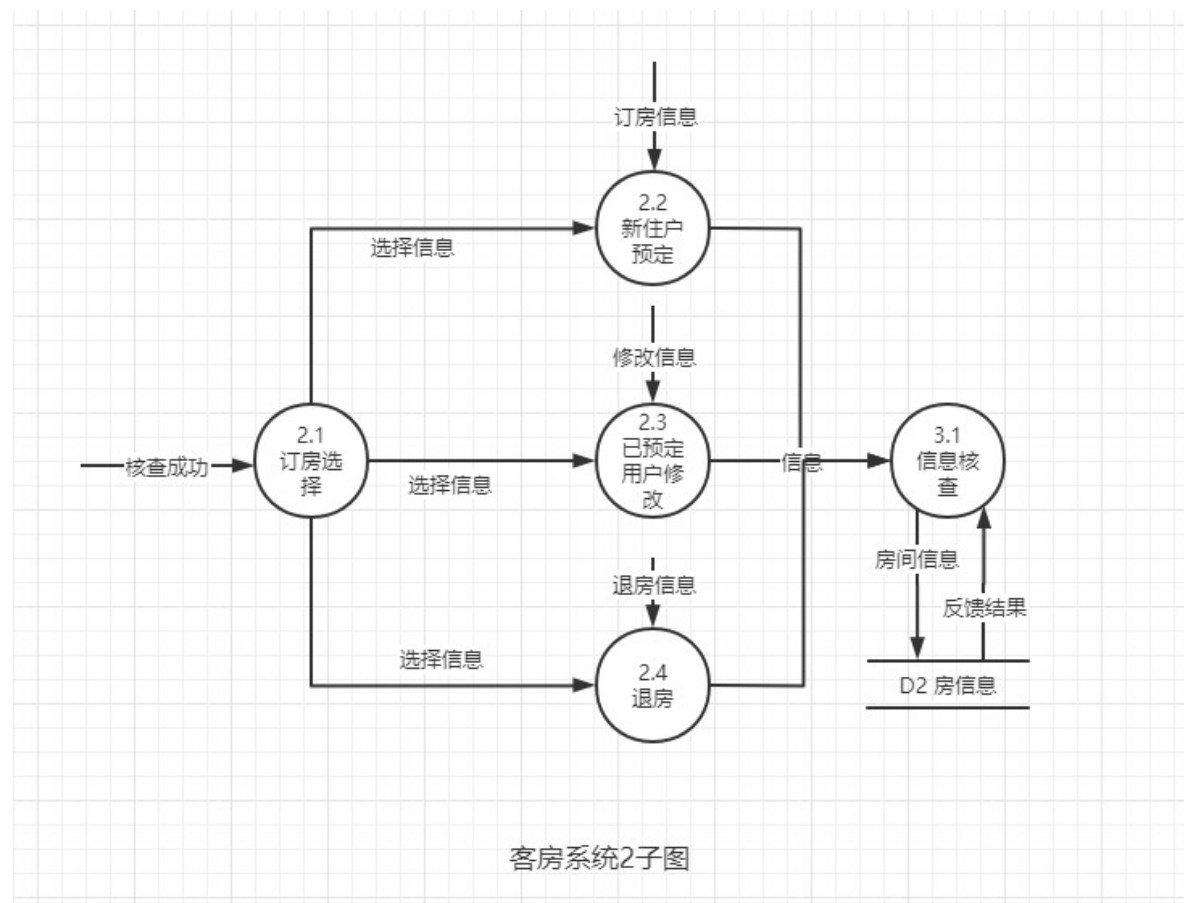 订房信息
2.2
新住户
预定
选择信息
修改信息
2.3
已预定
用户修
改
2.1
订房选
择
核查成功
选择信息
信息
3.1
信息核
查
房间信息
退房信息
反馈结果
选择信息
2.4
退房
D2 房信息
客房系统2子图